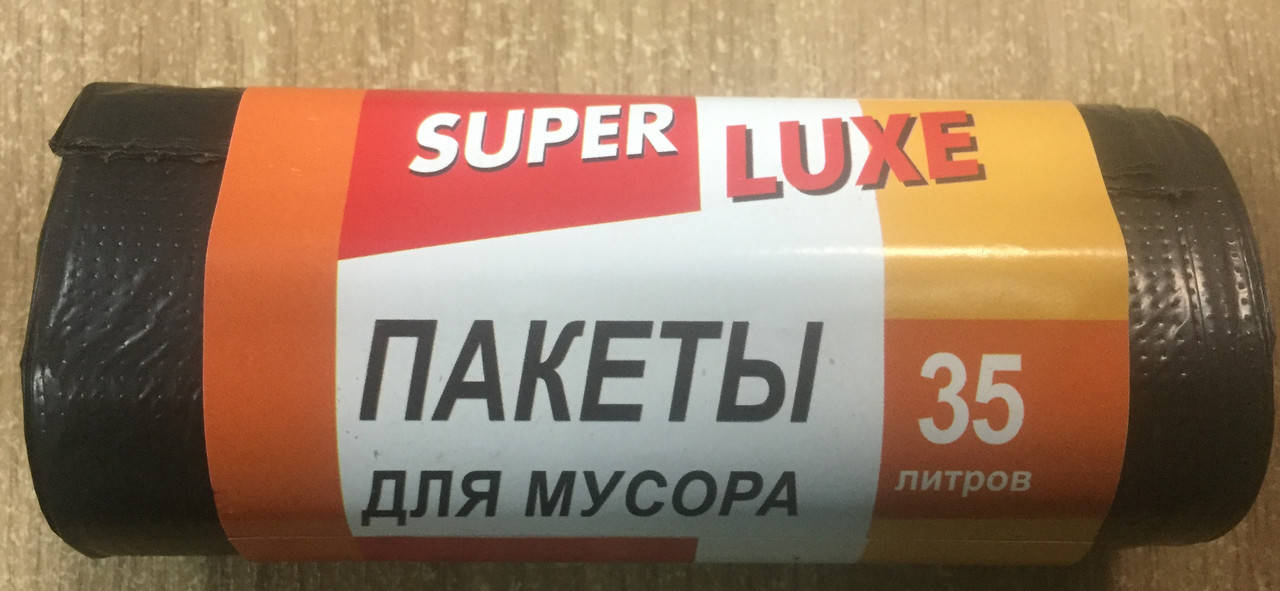 SUPER LUXE
ПАКЕТЫ
ДЛЯ МУСОРА
35
литров